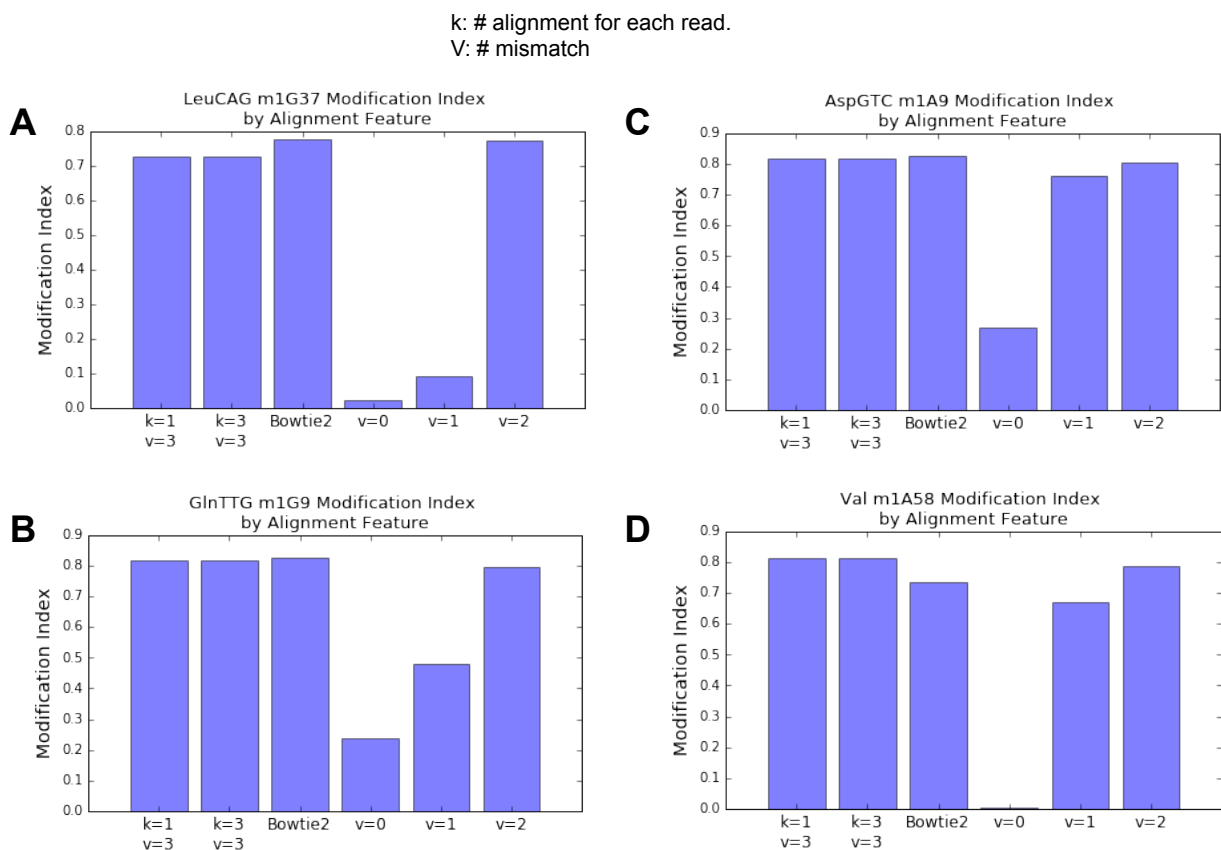 k: # alignment for each read.
V: # mismatch
A
LeuCAG m1G37 Modification Index
by Alignment Feature
Modification Index
0.8
0.7
0.6
0.5
0.4
0.3
0.2
0.1
0.0
k=1 k=3 Bowtie2 v=0 v=1 v=2
v=3 v=3
C
AspGTC m1A9 Modification Index
by Alignment Feature
Modification Index
0.9
0.8
0.7
0.6
0.5
0.4
0.3
0.2
0.1
0.0
k=1 k=3 Bowtie2 v=0 v=1 v=2
v=3 v=3
B
GlnTTG m1G9 Modification Index
by Alignment Feature
Modification Index
0.9
0.8
0.7
0.6
0.5
0.4
0.3
0.2
0.1
0.0
k=1 k=3 Bowtie2 v=0 v=1 v=2
v=3 v=3
D
Val m1A58 Modification Index
by Alignment Feature
Modification Index
0.9
0.8
0.7
0.6
0.5
0.4
0.3
0.2
0.1
0.0
k=1 k=3 Bowtie2 v=0 v=1 v=2
v=3 v=3